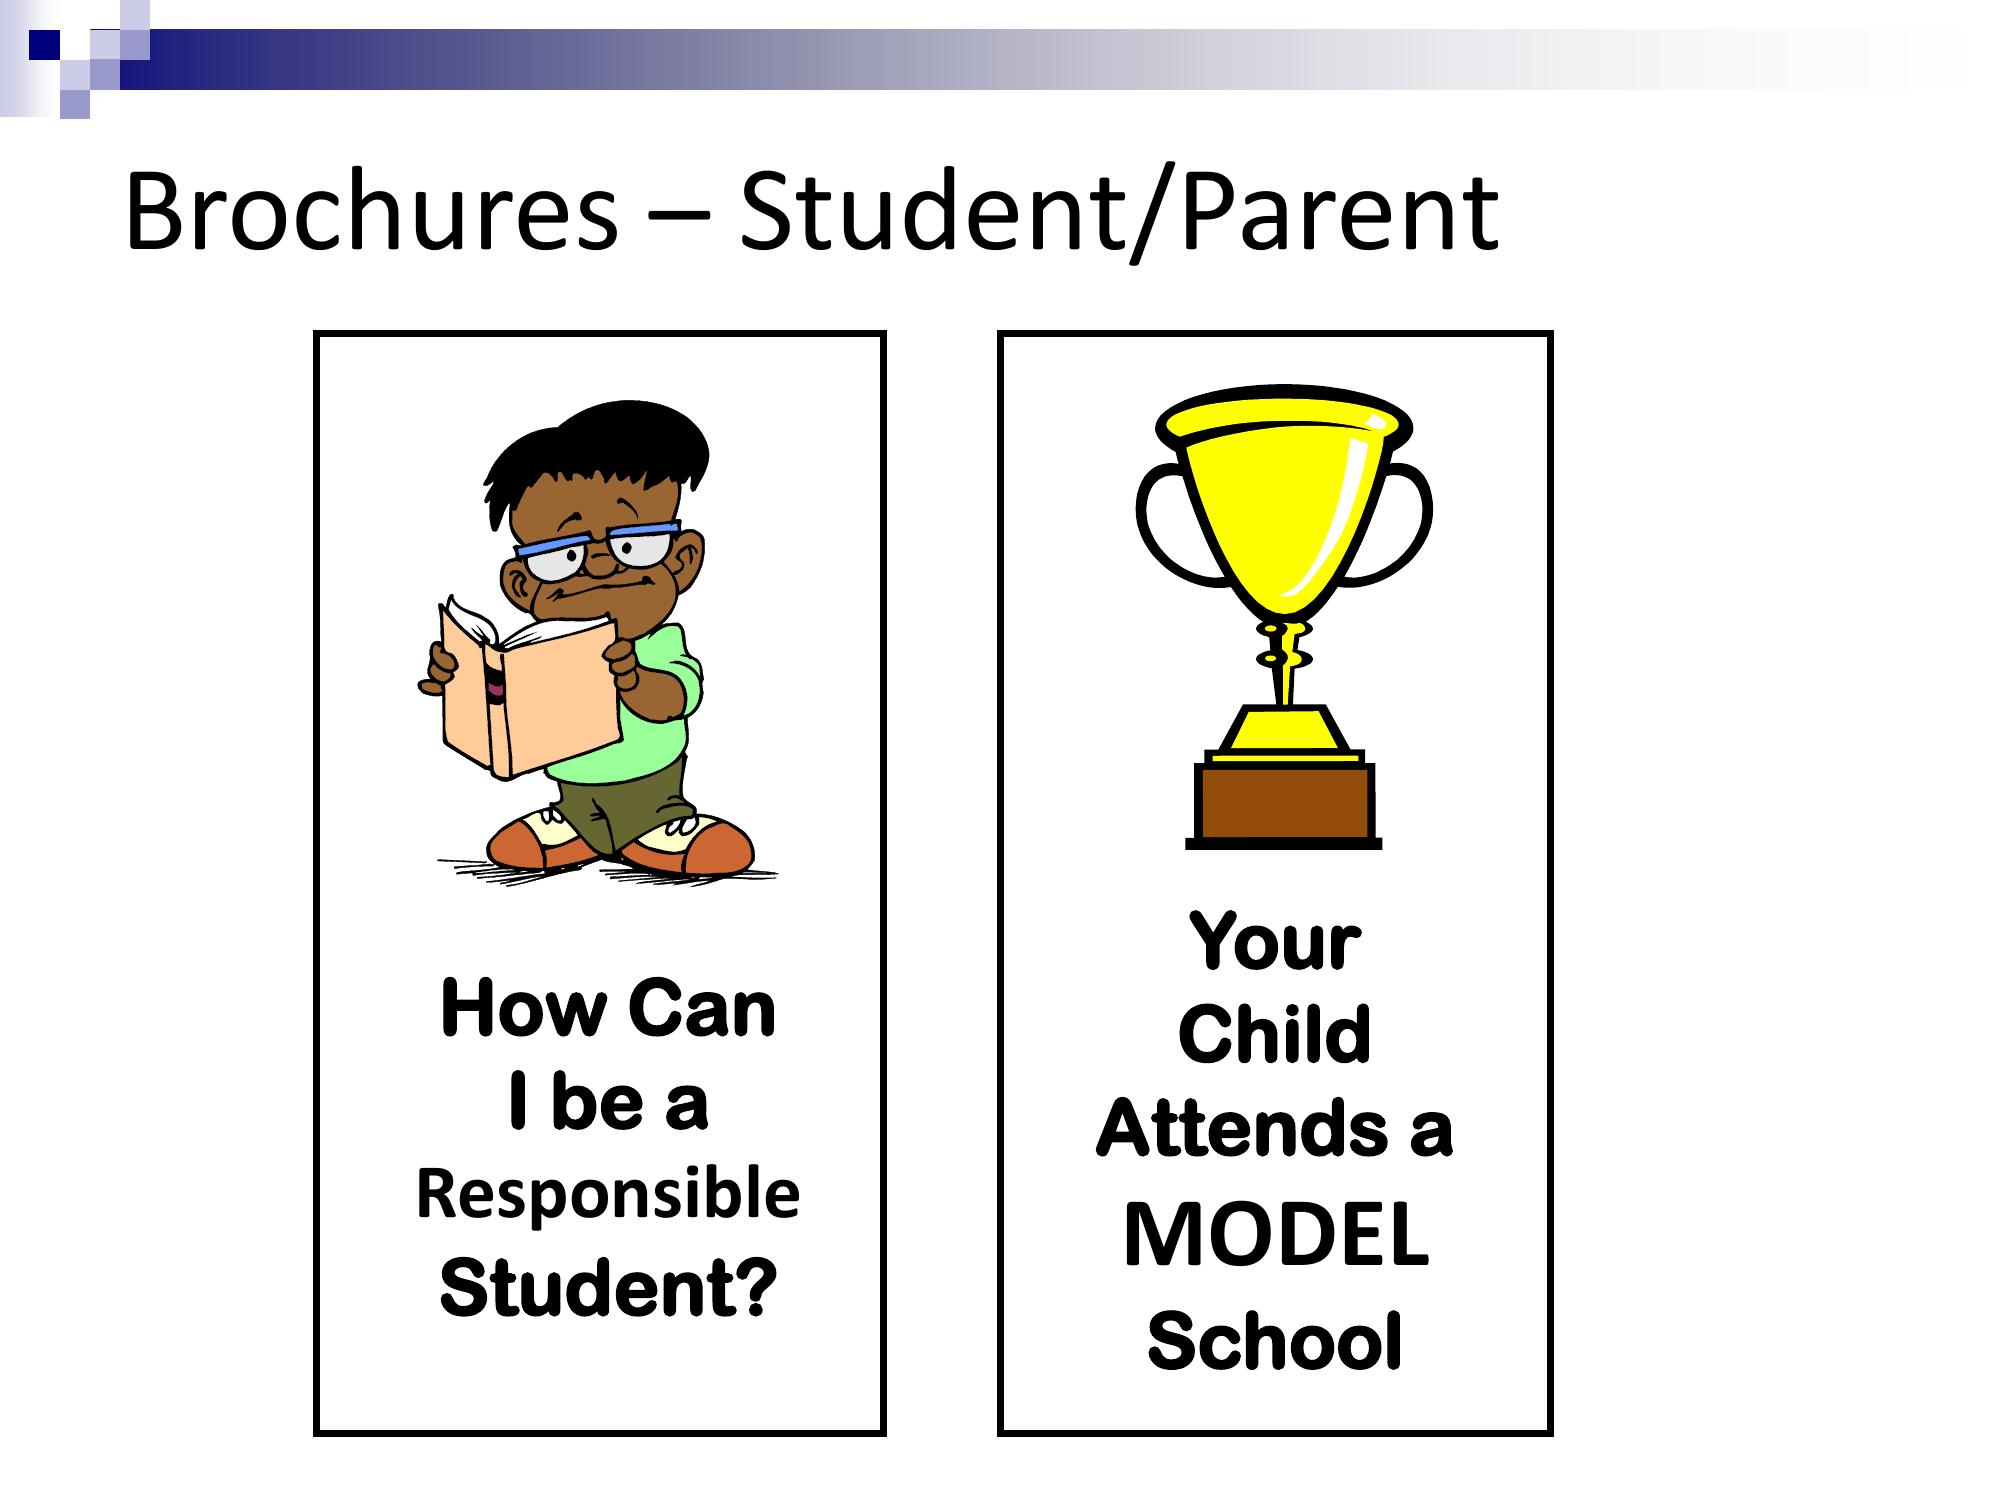 Brochures – Student/Parent
How Can
I be a
Responsible
Student?
Your
Child
Attends a
MODEL
School